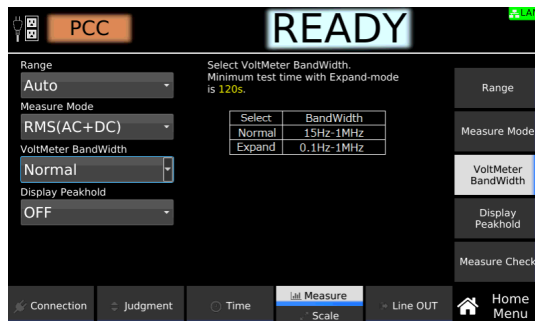 PCC
READY
LAN
Range
Auto
Measure Mode
RMS(AC+DC)
VoltMeter BandWidth
Normal
Display Peakhold
OFF
Select VoltMeter BandWidth.
Minimum test time with Expand-mode
is 120s.
Select BandWidth
Normal 15Hz-1MHz
Expand 0.1Hz-1MHz
Range
Measure Mode
VoltMeter
BandWidth
Display
Peakhold
Measure Check
Connection
Judgment
Time
Measure
Scale
Line OUT
Home
Menu